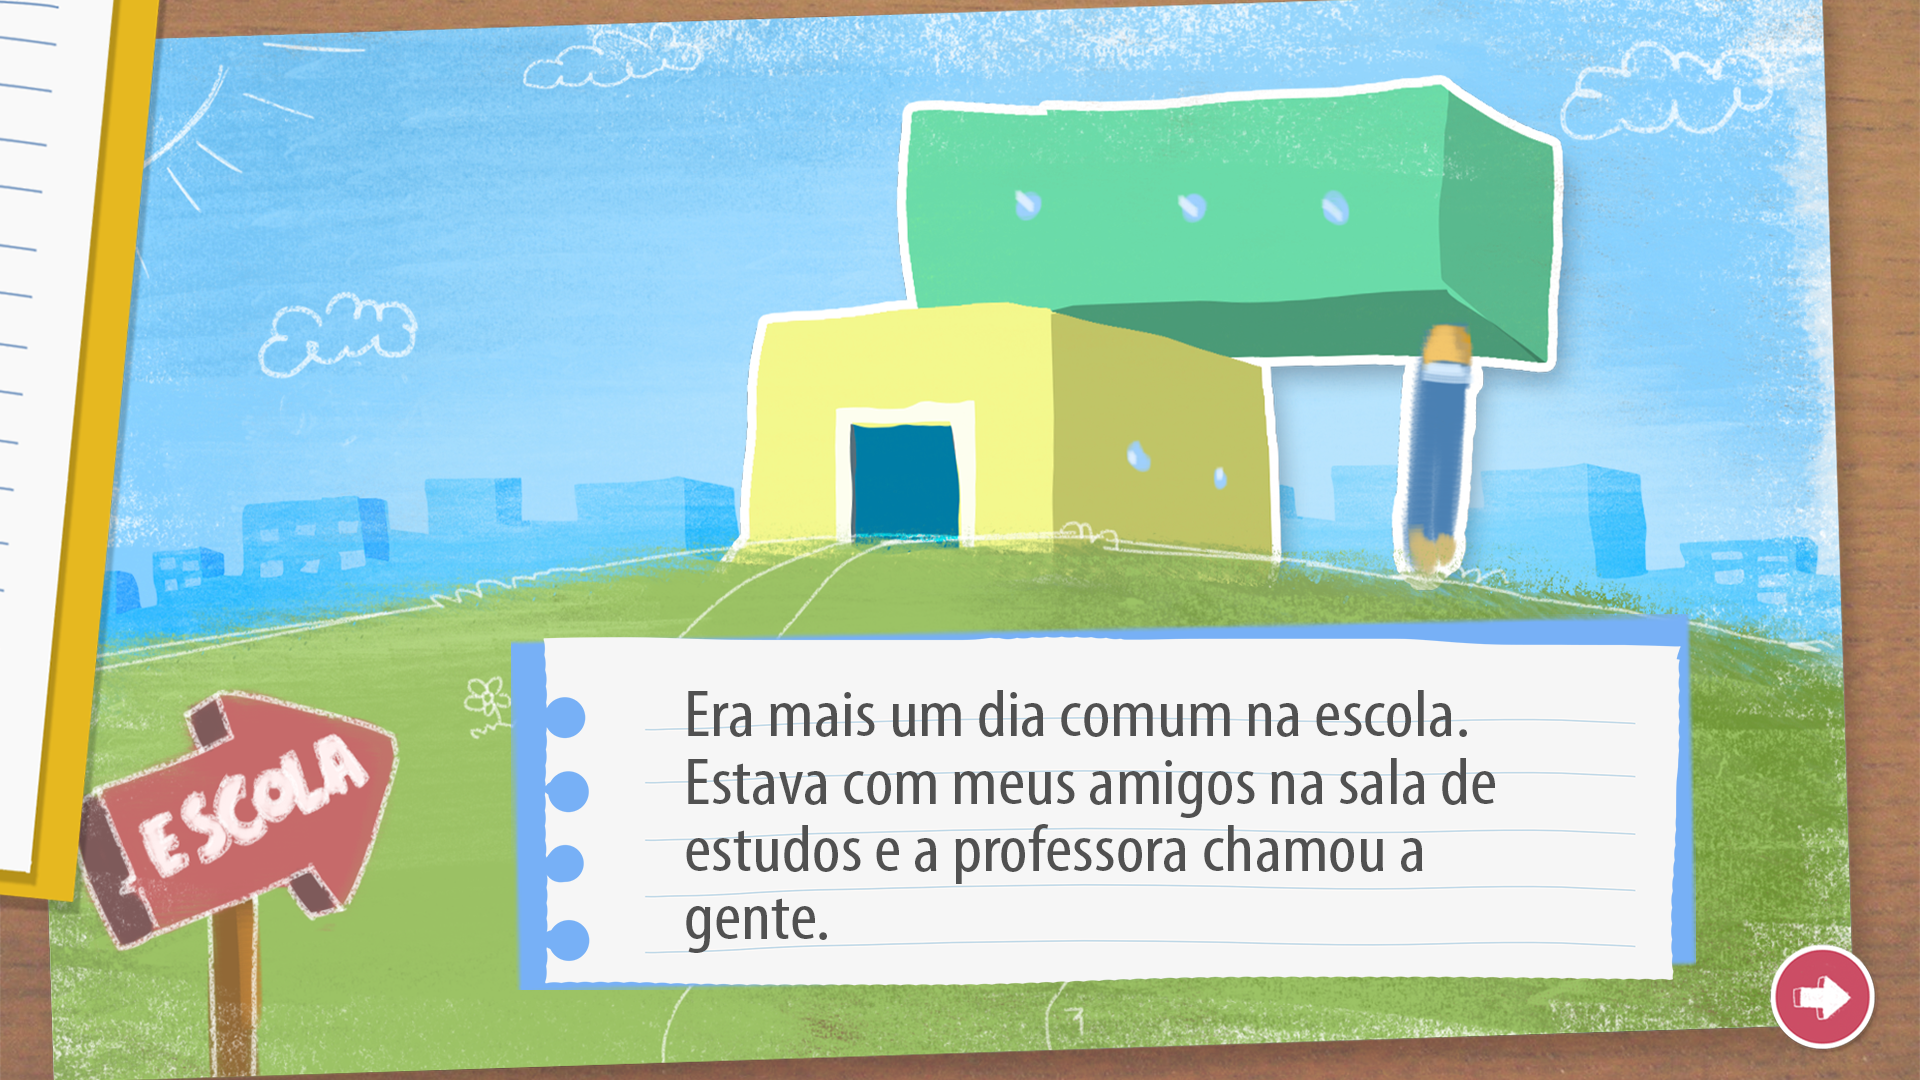 Era mais um dia comum na escola.
Estava com meus amigos na sala de
estudos e a professora chamou a
gente.
ESCOLA